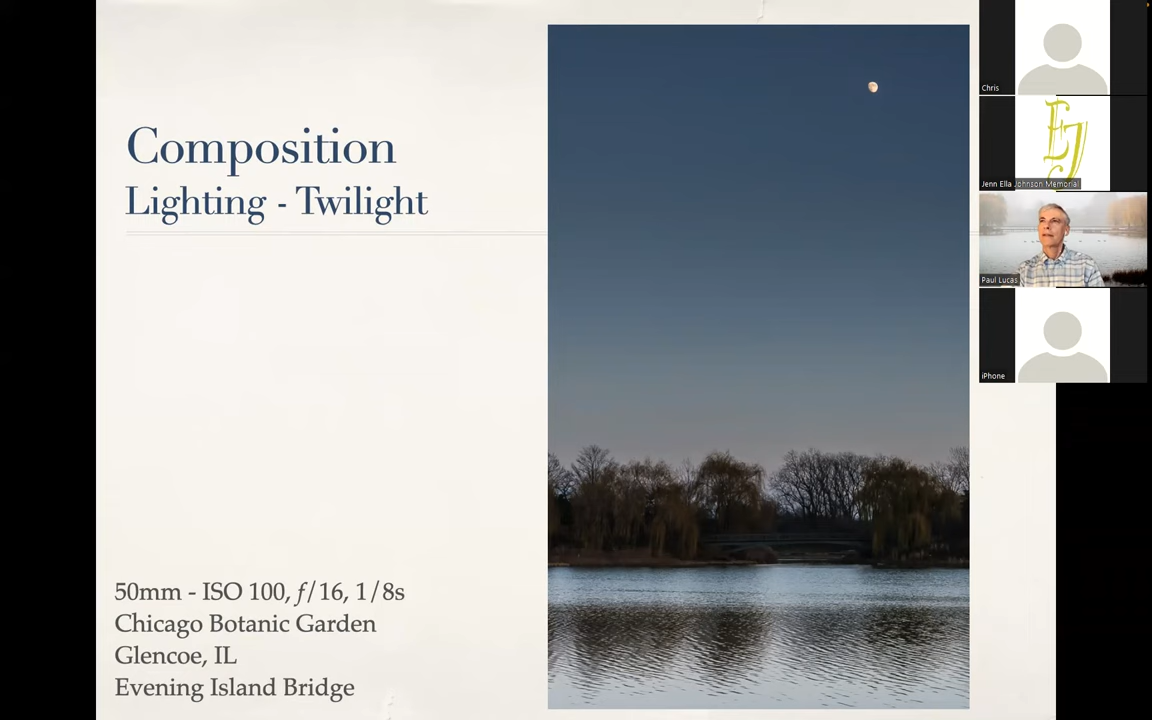 Composition
Lighting - Twilight
50mm - ISO 100, f/16, 1/8s
Chicago Botanic Garden
Glencoe, IL
Evening Island Bridge
Chris
EJ
Jenn Ella Johnson Memorial
Paul Lucas
iPhone